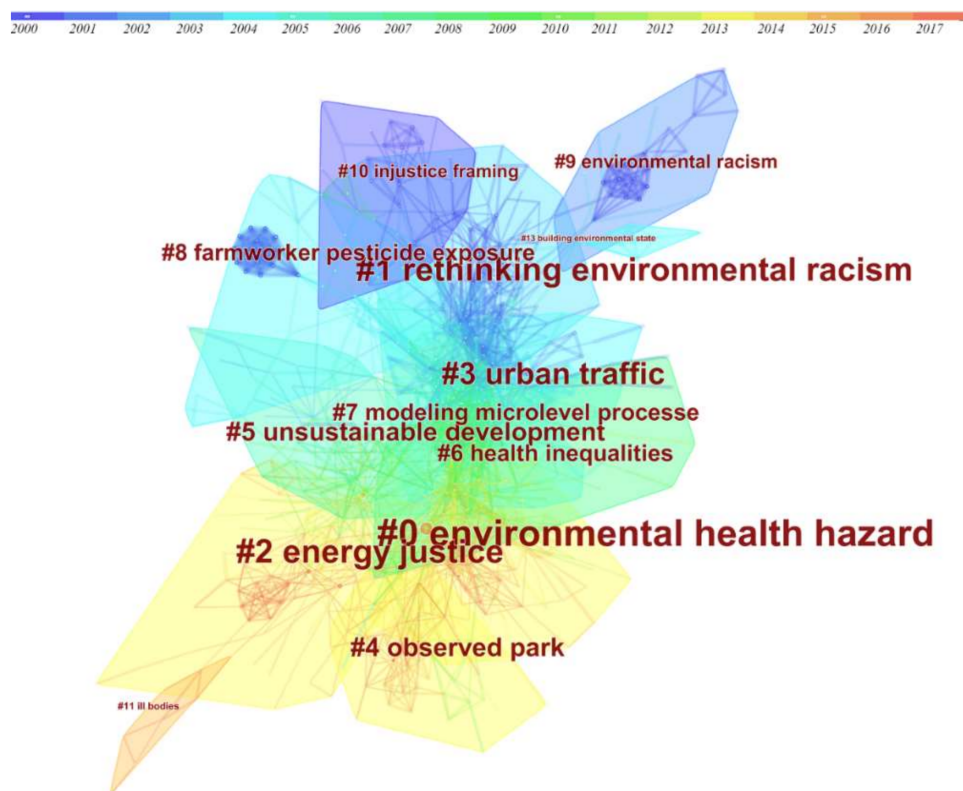 2000 2001 2002 2003 2004 2005 2006 2007 2008 2009 2010 2011 2012 2013 2014 2015 2016 2017
#9 environmental racism
#10 injustice framing
#13 building environmental state
#8 farmworker pesticide exposure
#1 rethinking environmental racism
#3 urban traffic
#7 modeling microlevel processe
#5 unsustainable development
#6 health inequalities
#0 environmental health hazard
#2 energy justice
#4 observed park
#11 ill bodies